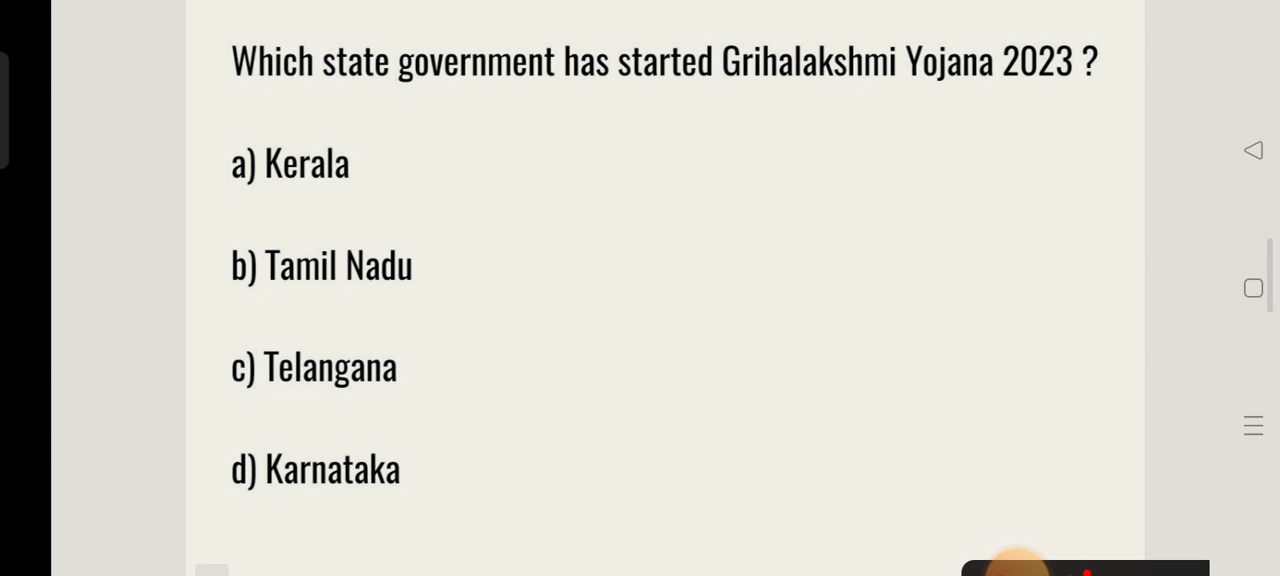 Which state government has started Grihalakshmi Yojana 2023 ?
a) Kerala
b) Tamil Nadu
c) Telangana
d) Karnataka